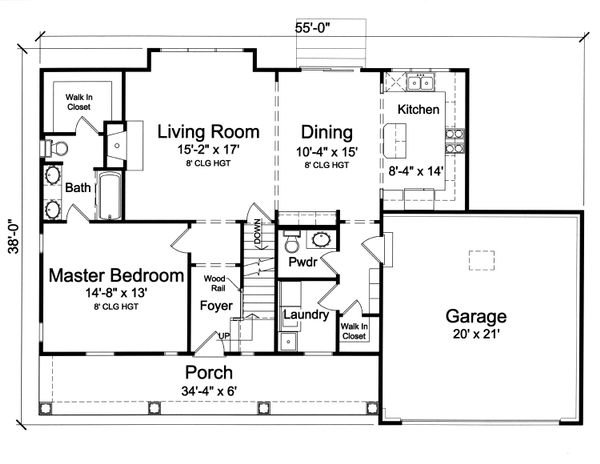 55'-0"
38'-0"
Walk In
Closet
Living Room
15'-2" x 17'
8' CLG HGT
Dining
10'-4" x 15'
8' CLG HGT
Kitchen
8'-4" x 14'
Bath
Master Bedroom
14'-8" x 13'
8' CLG HGT
DOWN
Pwdr
Wood
Rail
Foyer
UP
Laundry
Walk In
Closet
Garage
20' x 21'
Porch
34'-4" x 6'